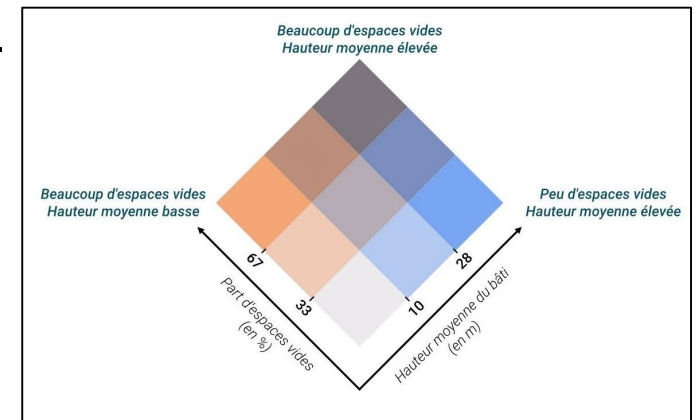 Beaucoup d'espaces vides
Hauteur moyenne élevée
Beaucoup d'espaces vides
Hauteur moyenne basse
Peu d'espaces vides
Hauteur moyenne élevée
67
33
10
28
Part d'espaces vides
(en %)
Hauteur moyenne du bâti
(en m)